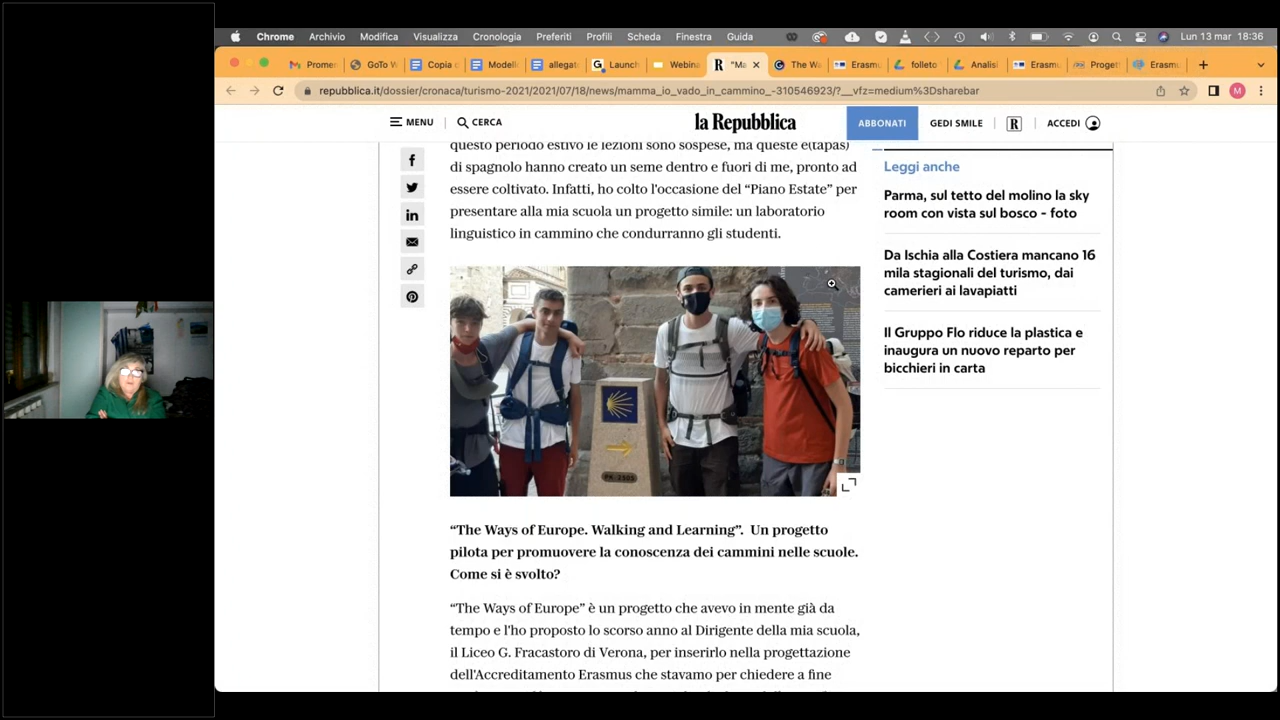 Chrome Archivio Modifica Visualizza Cronologia Preferiti Profili Scheda Finestra Guida Lun 13 mar 18:36
Promem GoTo W Copia c Modell allegat Launch Webina "Ma The Wa Erasmu folleto Analisi Erasmu Proget Erasmu
repubblica.it/dossier/cronaca/turismo-2021/2021/07/18/news/mamma_io_vado_in_cammino_-310546923/?__vfz=medium%3Dsharebar
MENU CERCA la Repubblica ABBONATI GEDI SMILE R ACCEDI
questo periodo estivo le lezioni sono sospese, ma queste e(tapas)
di spagnolo hanno creato un seme dentro e fuori di me, pronto ad
essere coltivato. Infatti, ho colto l'occasione del “Piano Estate” per
presentare alla mia scuola un progetto simile: un laboratorio
linguistico in cammino che condurranno gli studenti.
“The Ways of Europe. Walking and Learning”. Un progetto
pilota per promuovere la conoscenza dei cammini nelle scuole.
Come si è svolto?
“The Ways of Europe” è un progetto che avevo in mente già da
tempo e l'ho proposto lo scorso anno al Dirigente della mia scuola,
il Liceo G. Fracastoro di Verona, per inserirlo nella progettazione
dell'Accreditamento Erasmus che stavamo per chiedere a fine
Leggi anche
Parma, sul tetto del molino la sky
room con vista sul bosco - foto
Da Ischia alla Costiera mancano 16
mila stagionali del turismo, dai
camerieri ai lavapiatti
Il Gruppo Flo riduce la plastica e
inaugura un nuovo reparto per
bicchieri in carta